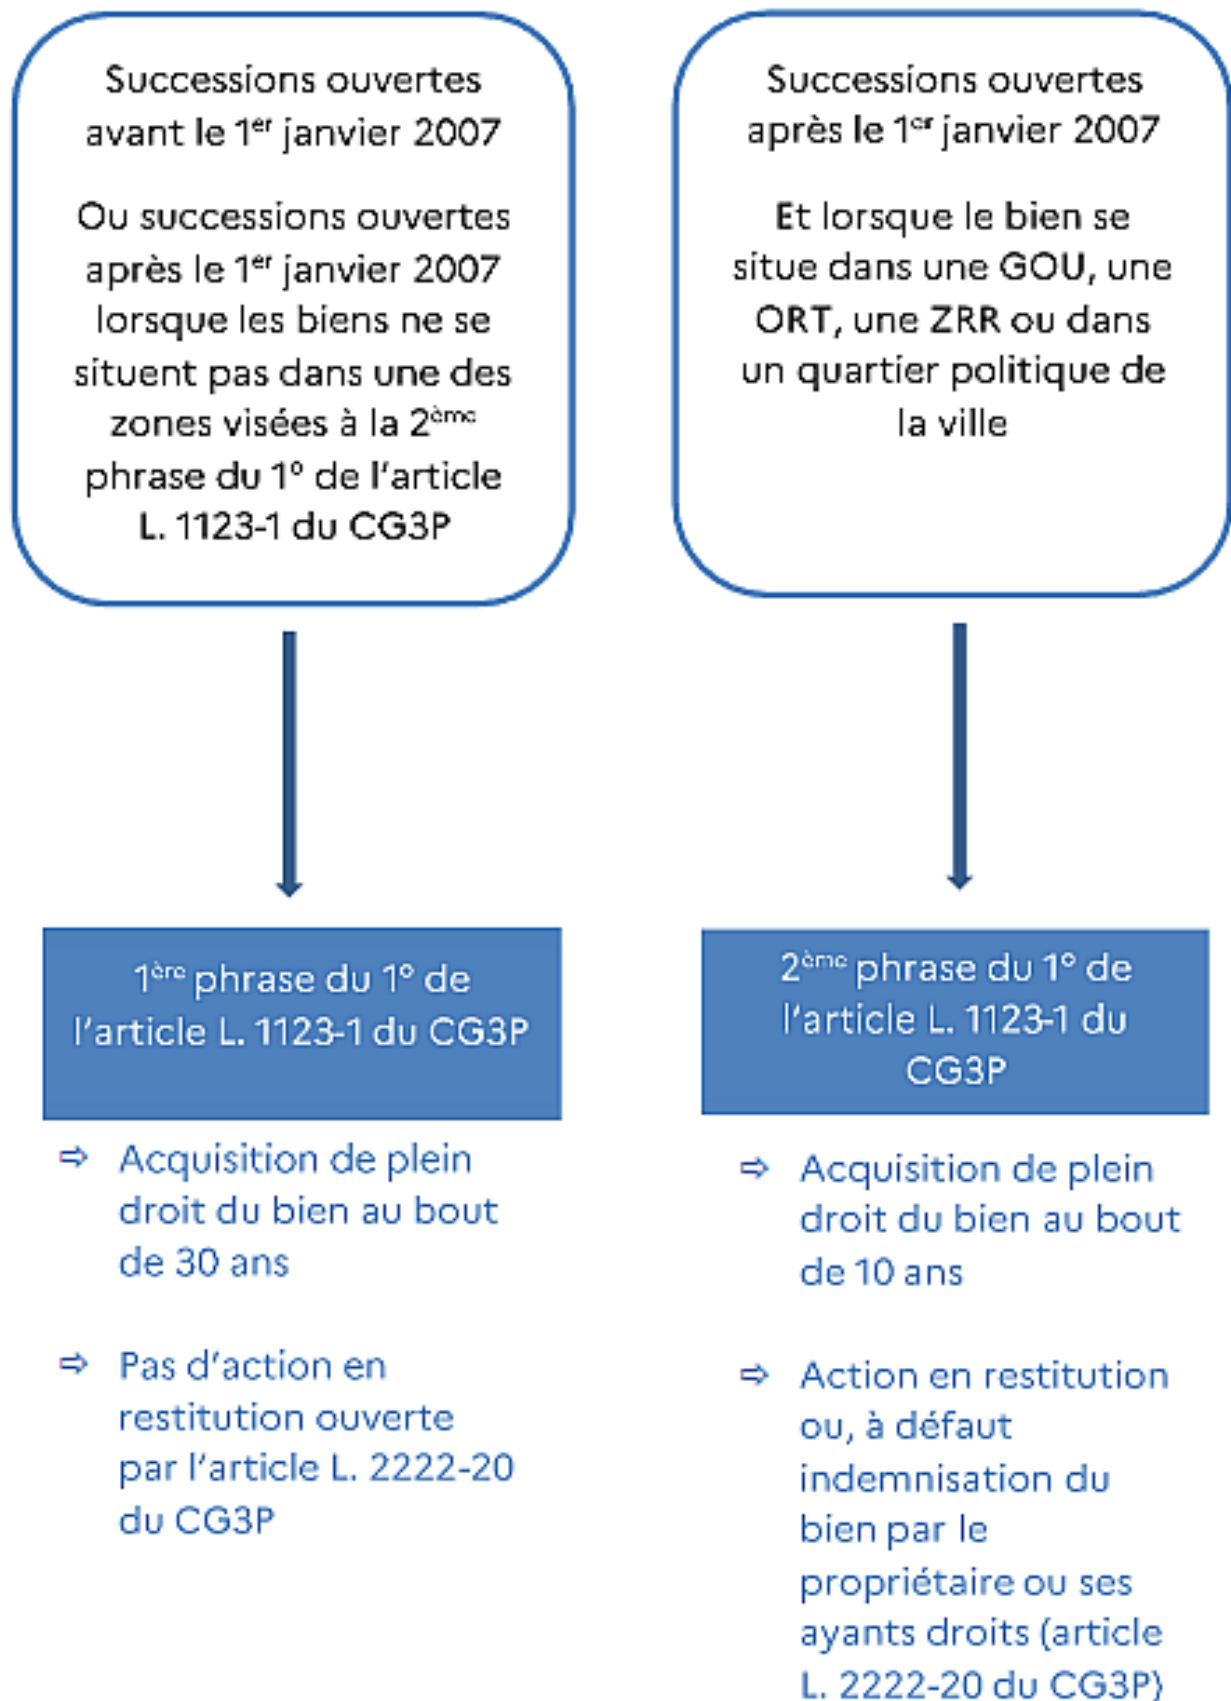 Successions ouvertes
avant le 1er janvier 2007
Ou successions ouvertes
après le 1er janvier 2007
lorsque les biens ne se
situent pas dans une des
zones visées à la 2ème
phrase du 1° de l'article
L. 1123-1 du CG3P
1ère phrase du 1° de
l'article L. 1123-1 du CG3P
⇨ Acquisition de plein
droit du bien au bout
de 30 ans
⇨ Pas d'action en
restitution ouverte
par l'article L. 2222-20
du CG3P
Successions ouvertes
après le 1er janvier 2007
Et lorsque le bien se
situe dans une GOU, une
ORT, une ZRR ou dans
un quartier politique de
la ville
2ème phrase du 1° de
l'article L. 1123-1 du
CG3P
⇨ Acquisition de plein
droit du bien au bout
de 10 ans
⇨ Action en restitution
ou, à défaut
indemnisation du
bien par le
propriétaire ou ses
ayants droits (article
L. 2222-20 du CG3P)